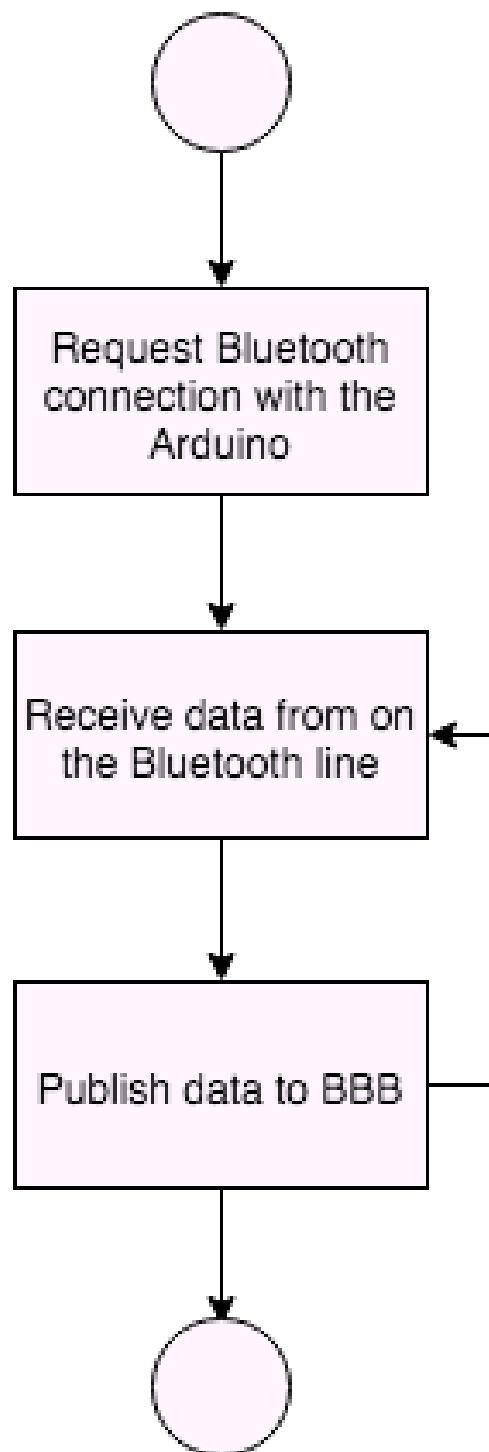 Request Bluetooth
connection with the
Arduino
Receive data from on
the Bluetooth line
Publish data to BBB